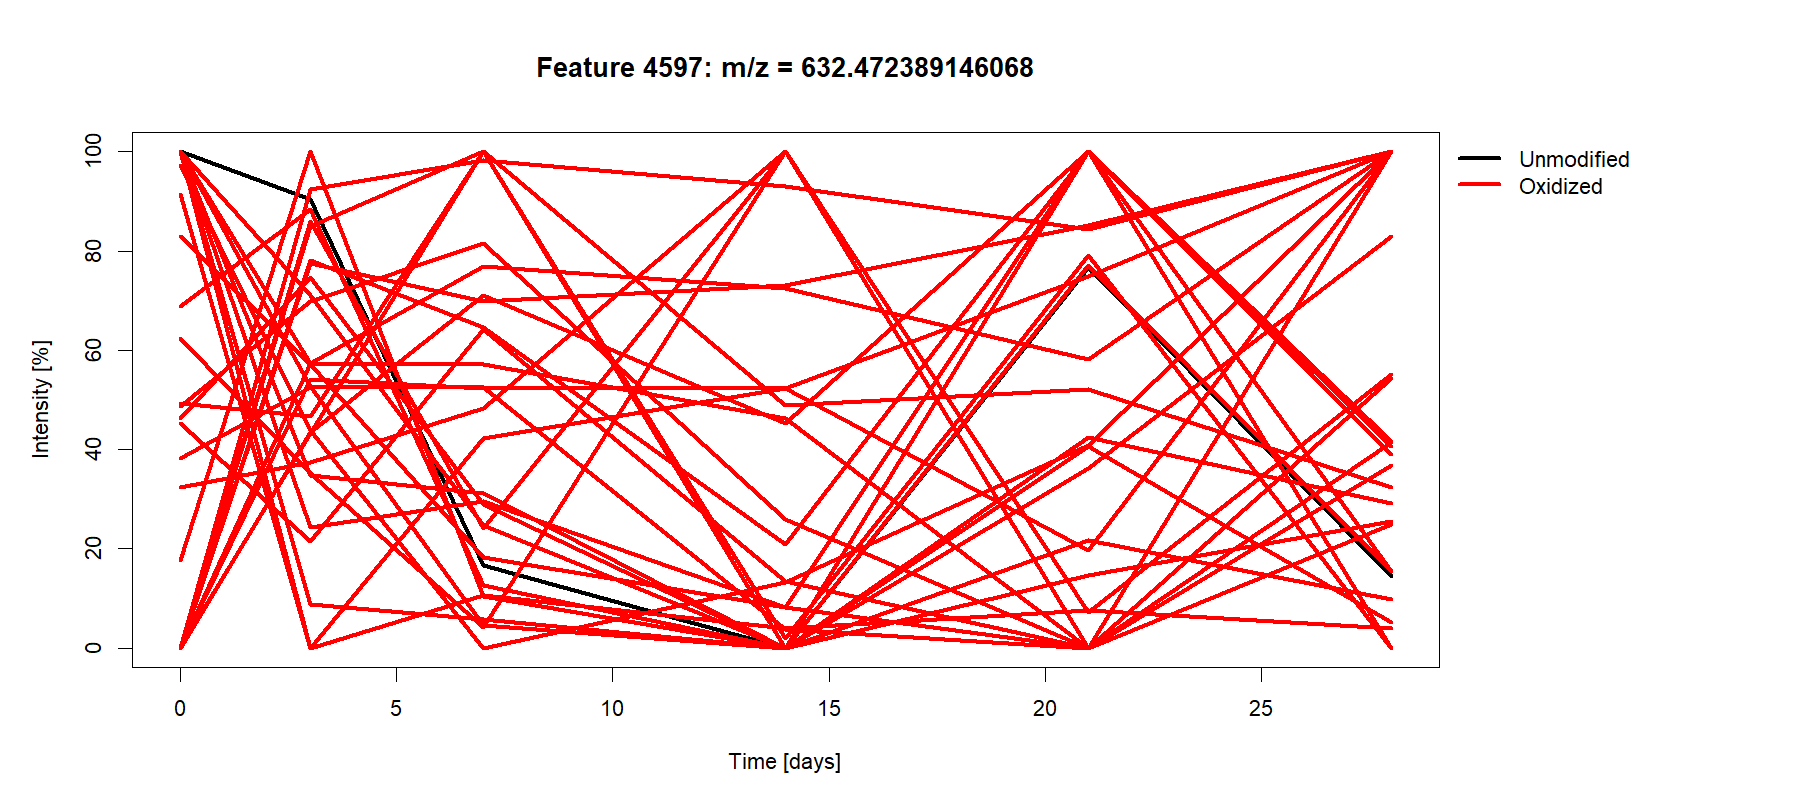 Feature 4597: m/z = 632.472389146068
Unmodified
Oxidized
Intensity [%]
100
80
60
40
20
0
0 5 10 15 20 25
Time [days]